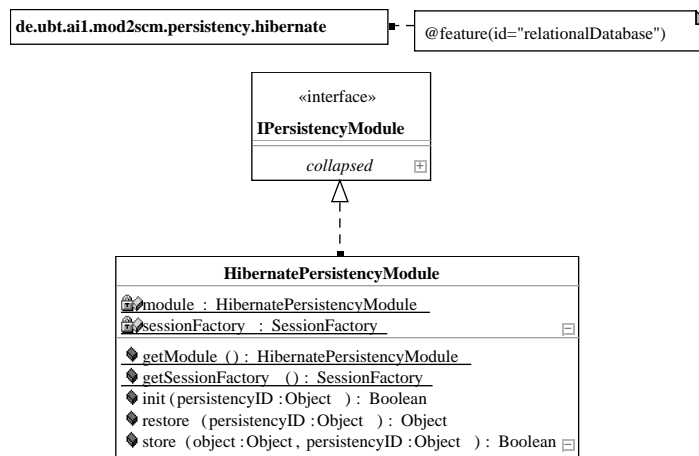 de.ubt.ai1.mod2scm.persistency.hibernate
@feature(id="relationalDatabase")
«interface»
IPersistencyModule
collapsed
HibernatePersistencyModule
module : HibernatePersistencyModule
sessionFactory : SessionFactory
getModule (): HibernatePersistencyModule
getSessionFactory (): SessionFactory
init (persistencyID :Object ): Boolean
restore (persistencyID :Object ): Object
store (object :Object , persistencyID :Object ): Boolean